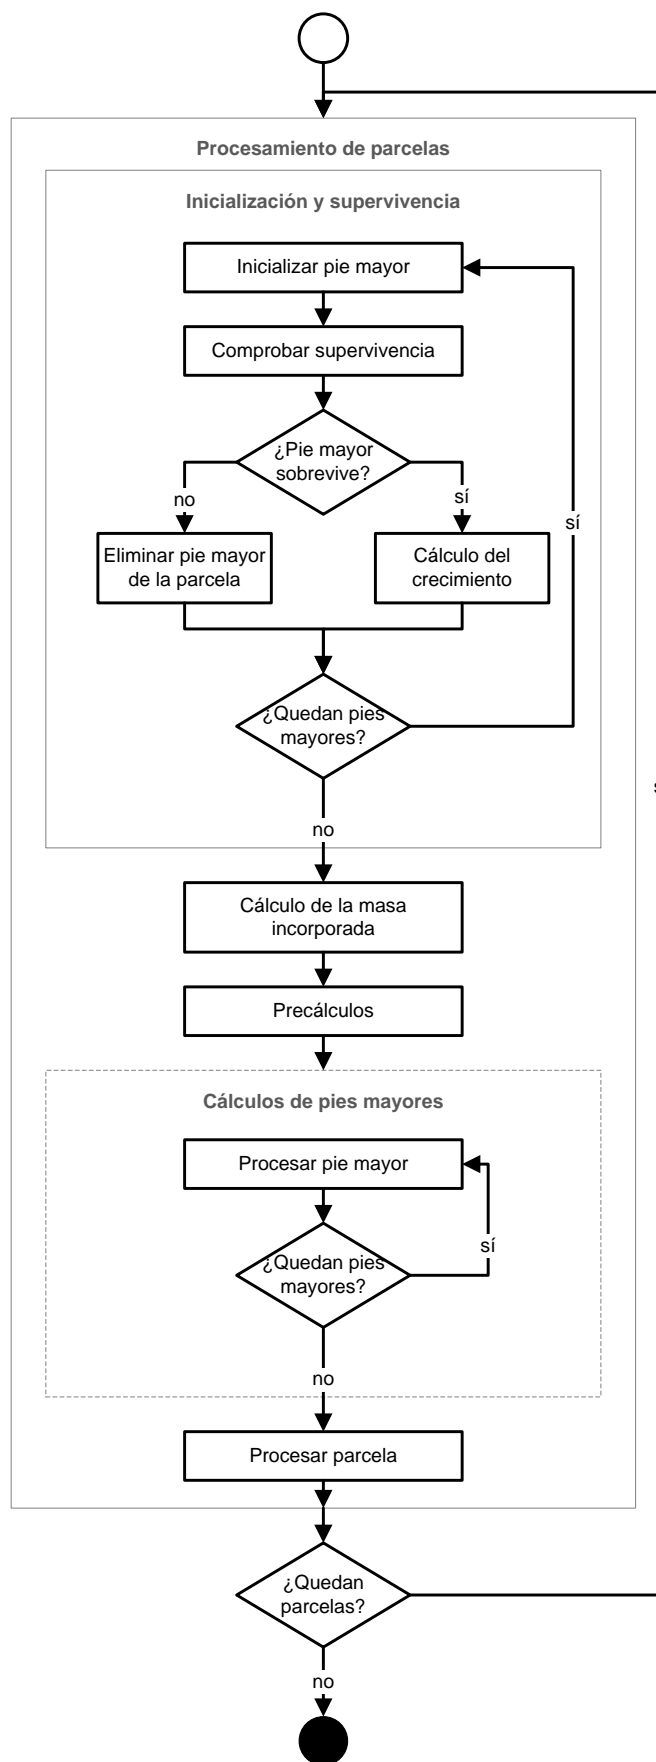 Procesamiento de parcelas
Inicialización y supervivencia
Inicializar pie mayor
Comprobar supervivencia
¿Pie mayor
sobrevive?
no
sí
sí
Eliminar pie mayor
de la parcela
Cálculo del
crecimiento
¿Quedan pies
mayores?
no
Cálculo de la masa
incorporada
Precálculos
Cálculos de pies mayores
Procesar pie mayor
¿Quedan pies
mayores?
sí
no
Procesar parcela
¿Quedan
parcelas?
no